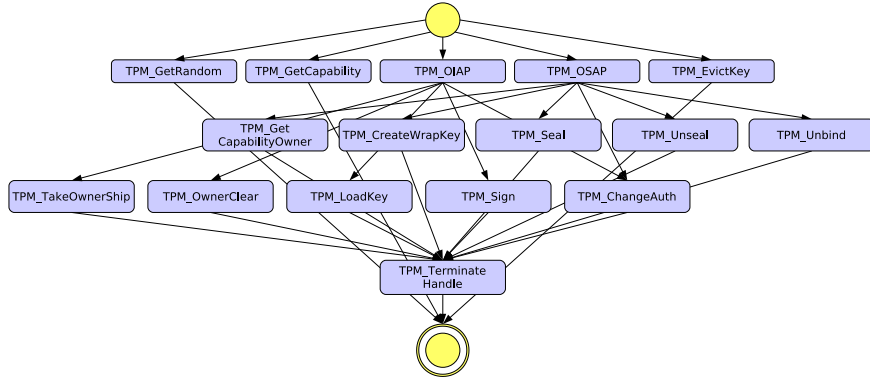 TPM_GetRandom
TPM_GetCapability
TPM_OIAP
TPM_OSAP
TPM_EvictKey
TPM_Get
CapabilityOwner
TPM_CreateWrapKey
TPM_Seal
TPM_Unseal
TPM_Unbind
TPM_TakeOwnerShip
TPM_OwnerClear
TPM_LoadKey
TPM_Sign
TPM_ChangeAuth
TPM_Terminate
Handle